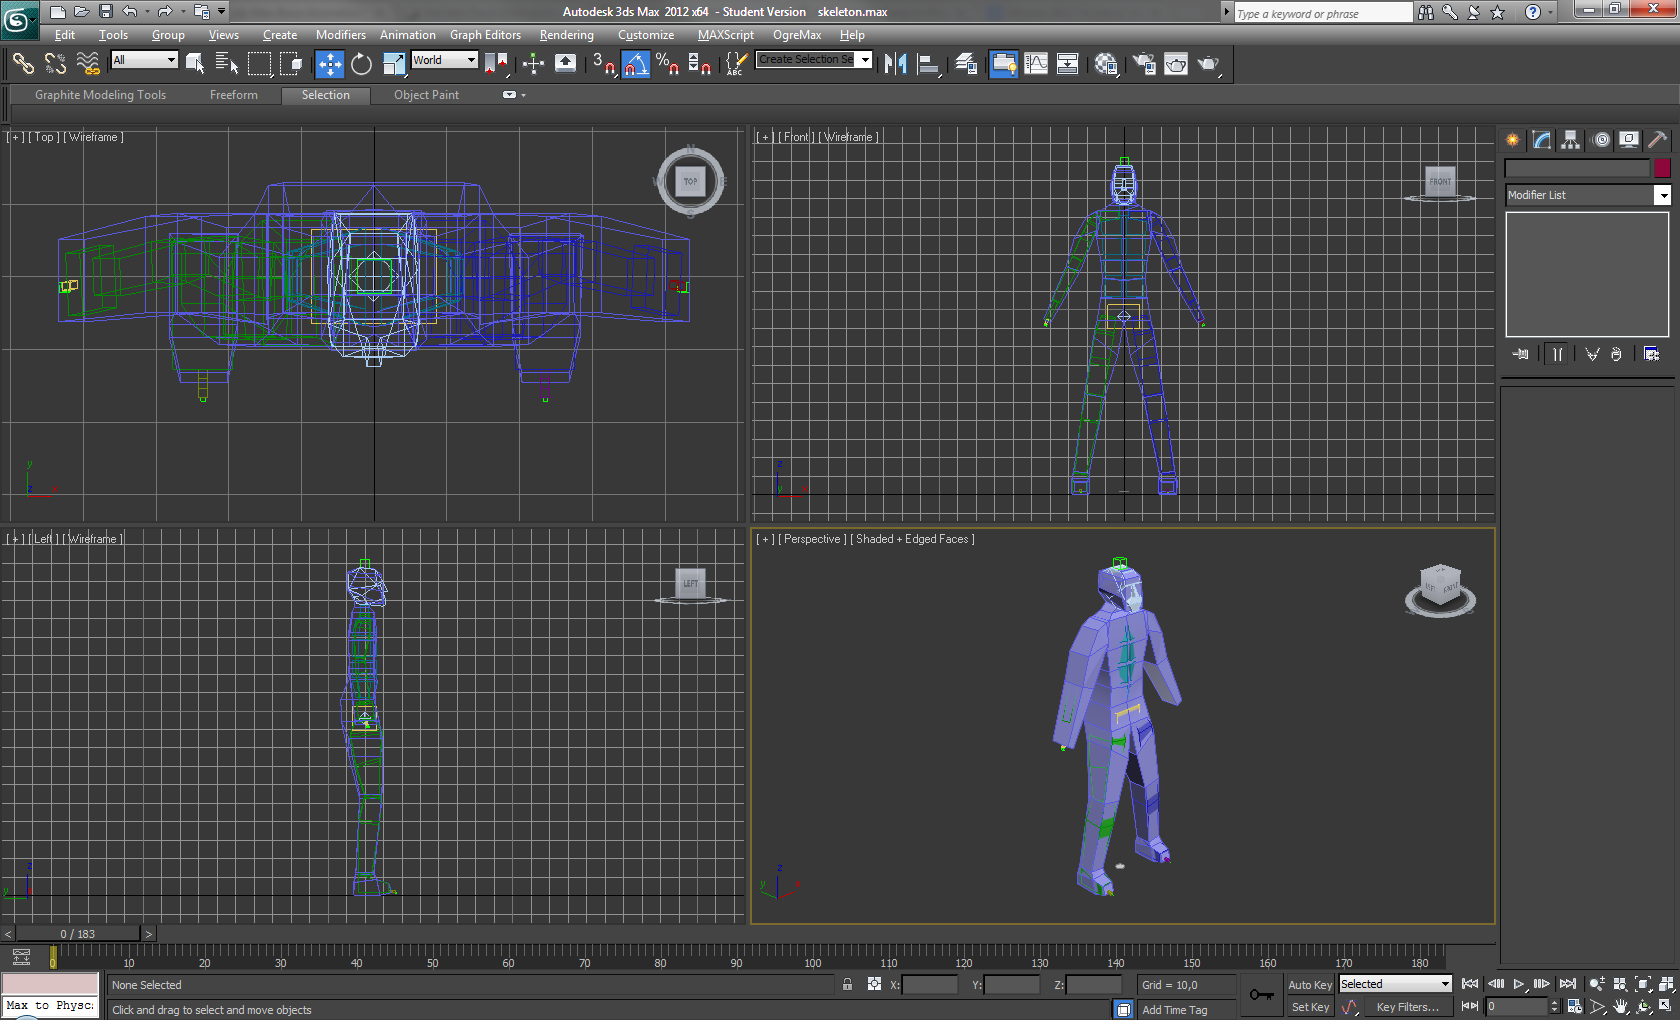 Autodesk 3ds Max 2012 x64 - Student Version skeleton.max
Type a keyword or phrase
Edit Tools Group Views Create Modifiers Animation Graph Editors Rendering Customize MAXScript OgreMax Help
All World 3 % ABC Create Selection Se
Graphite Modeling Tools Freeform Selection Object Paint
[ + ] [ Top ] [ Wireframe ]
N
W TOP E
S
y
z x
[ + ] [ Front ] [ Wireframe ]
FRONT
z
y x
Modifier List
[ + ] [ Left ] [ Wireframe ]
LEFT
z
y
[ + ] [ Perspective ] [ Shaded + Edged Faces ]
z
y x
< 0 / 183 >
0 10 20 30 40 50 60 70 80 90 100 110 120 130 140 150 160 170 180
None Selected X: Y: Z: Grid = 10,0 Auto Key Selected
Max to Physc: Click and drag to select and move objects Add Time Tag Set Key Key Filters... 0